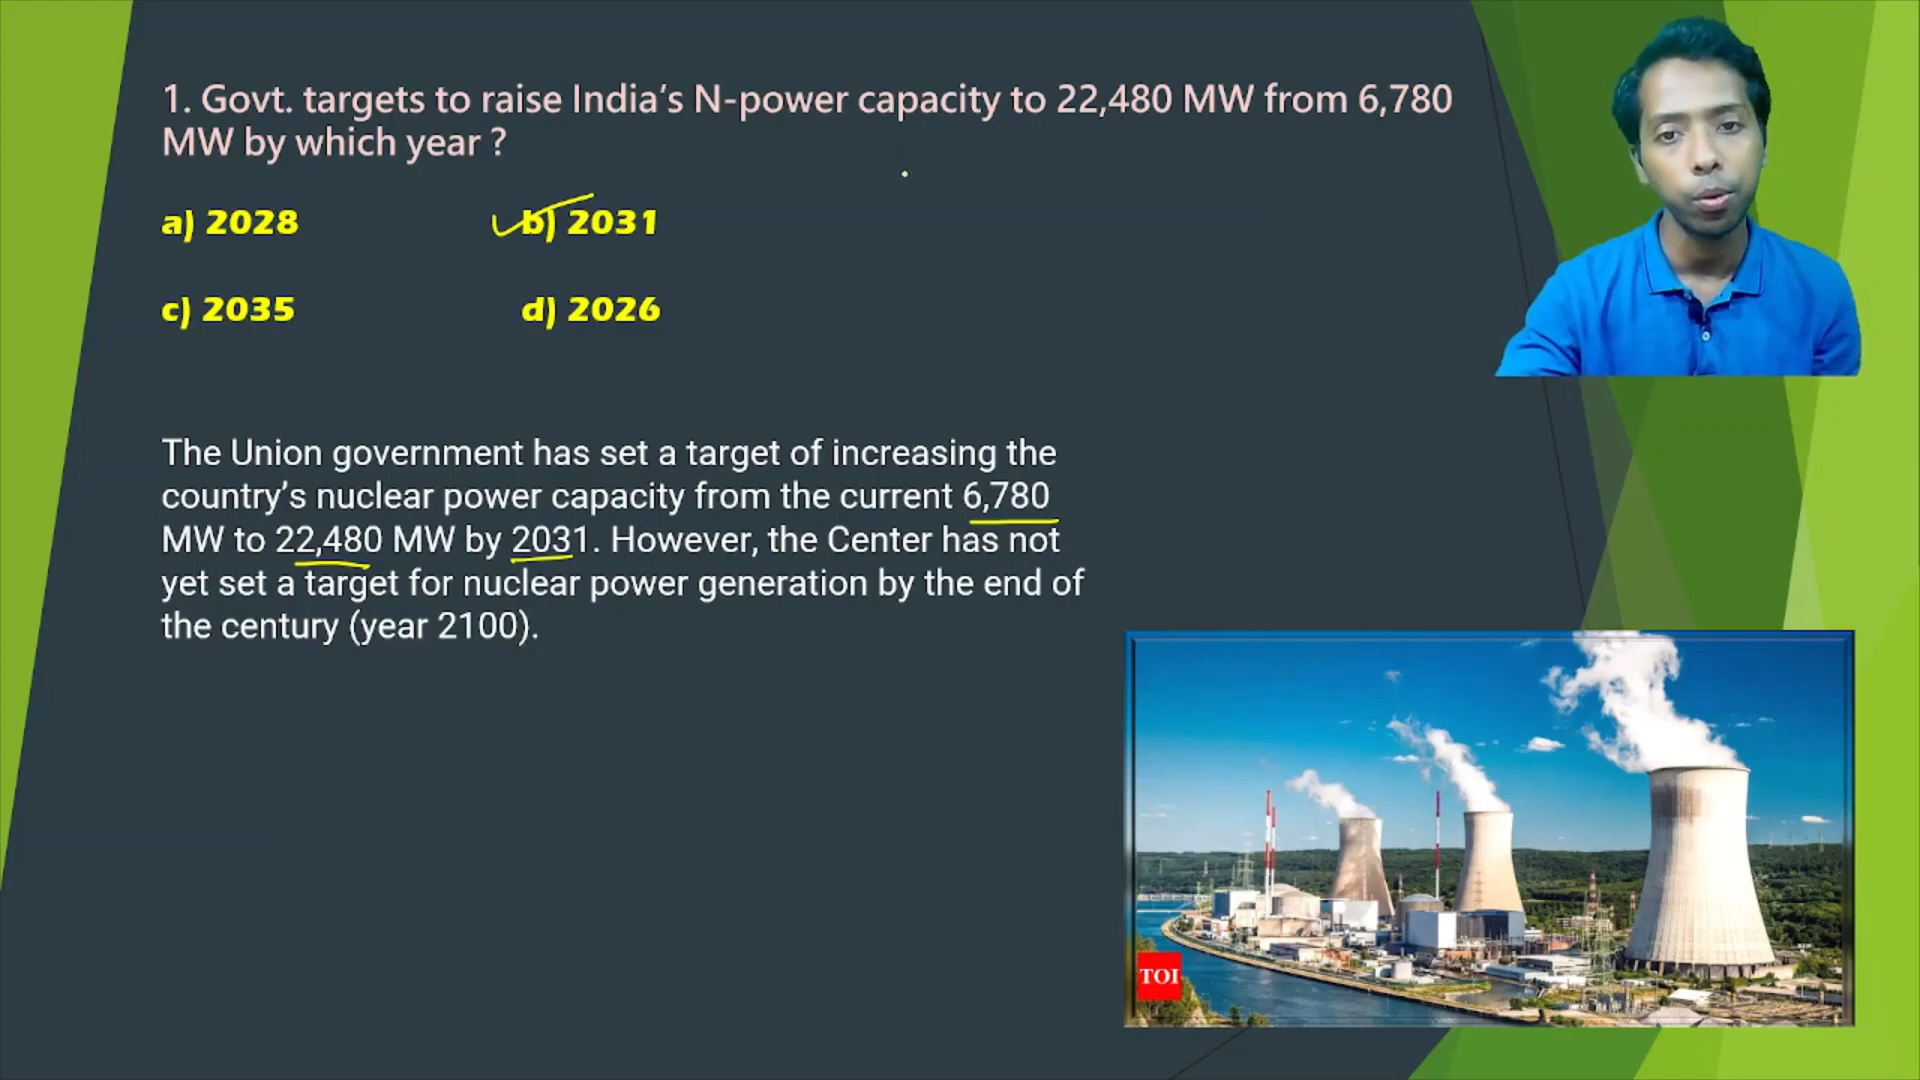 1. Govt. targets to raise India’s N-power capacity to 22,480 MW from 6,780
MW by which year ?
a) 2028 b) 2031
c) 2035 d) 2026
The Union government has set a target of increasing the
country’s nuclear power capacity from the current 6,780
MW to 22,480 MW by 2031. However, the Center has not
yet set a target for nuclear power generation by the end of
the century (year 2100).
TOI